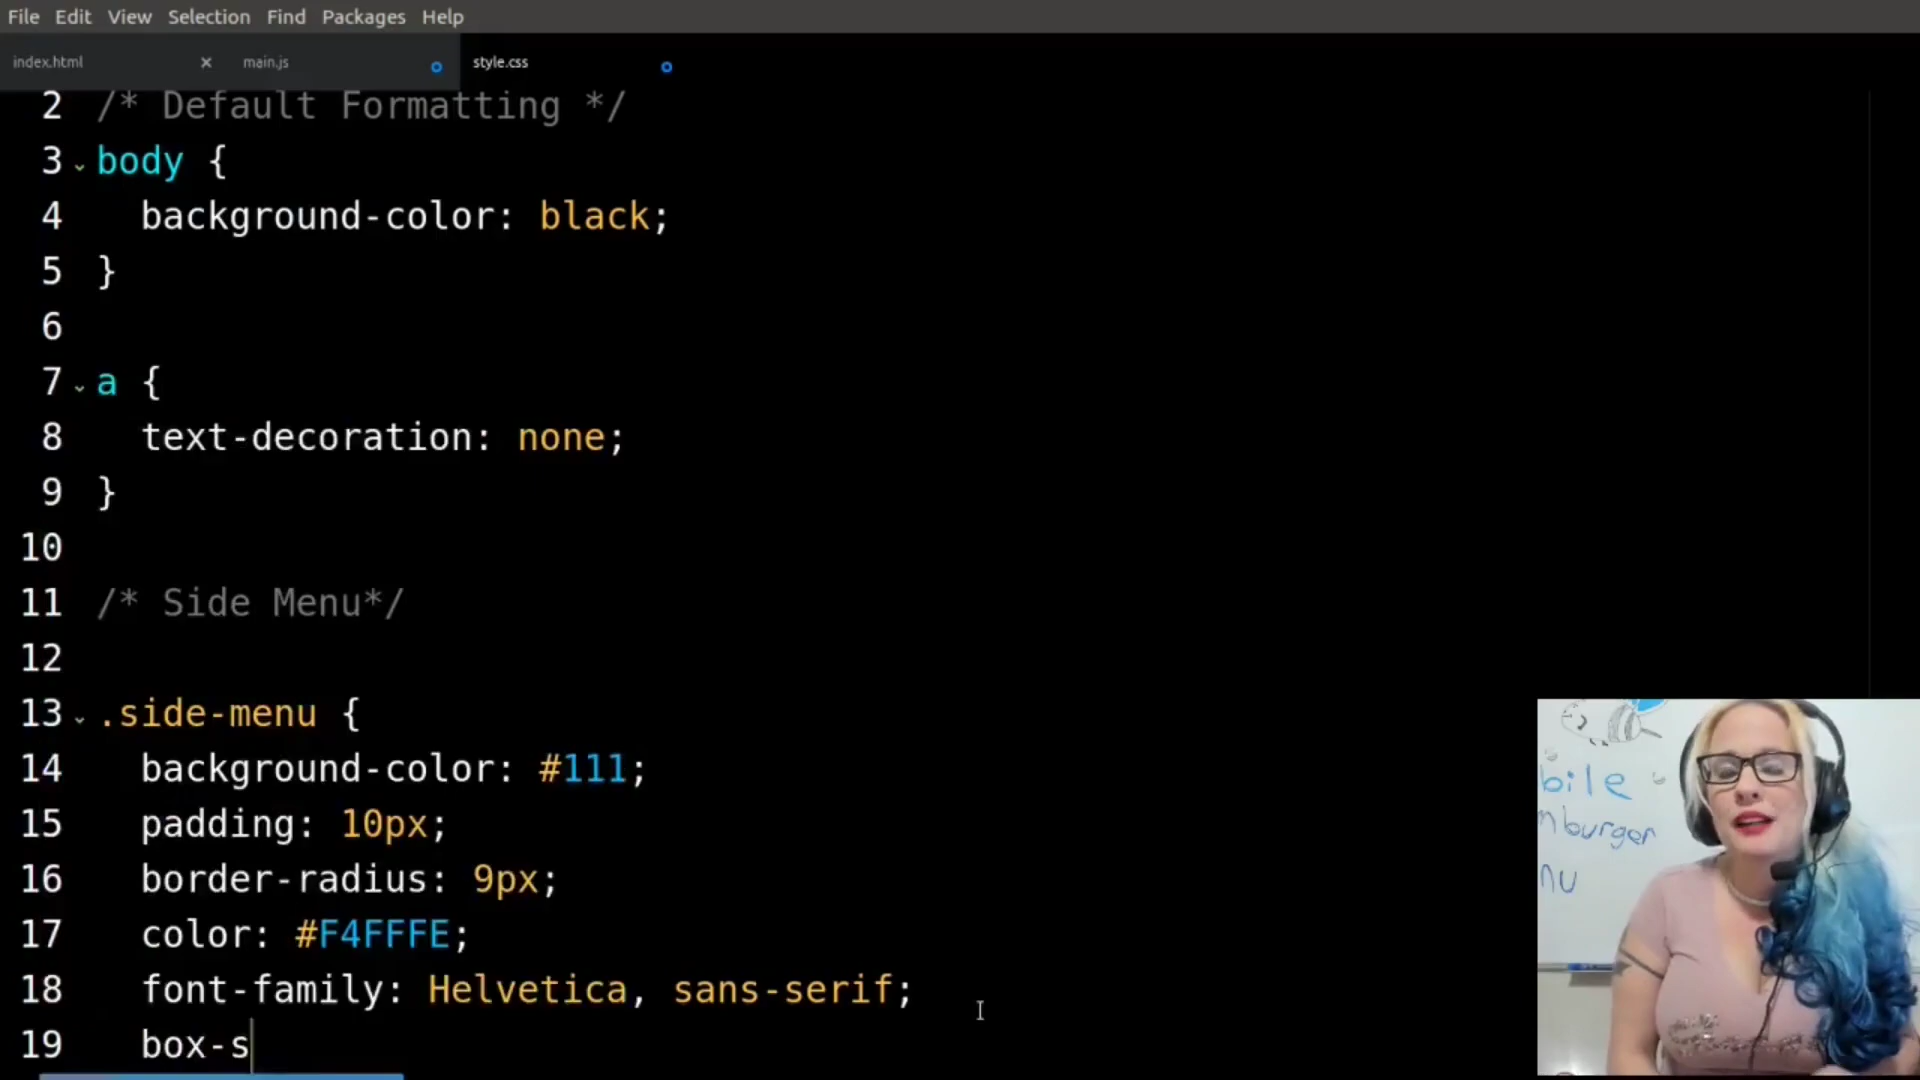 File Edit View Selection Find Packages Help
index.html main.js style.css
2 /* Default Formatting */
3 body {
4 background-color: black;
5 }
6
7 a {
8 text-decoration: none;
9 }
10
11 /* Side Menu*/
12
13 .side-menu {
14 background-color: #111;
15 padding: 10px;
16 border-radius: 9px;
17 color: #F4FFFE;
18 font-family: Helvetica, sans-serif;
19 box-s
bile
burger
nu